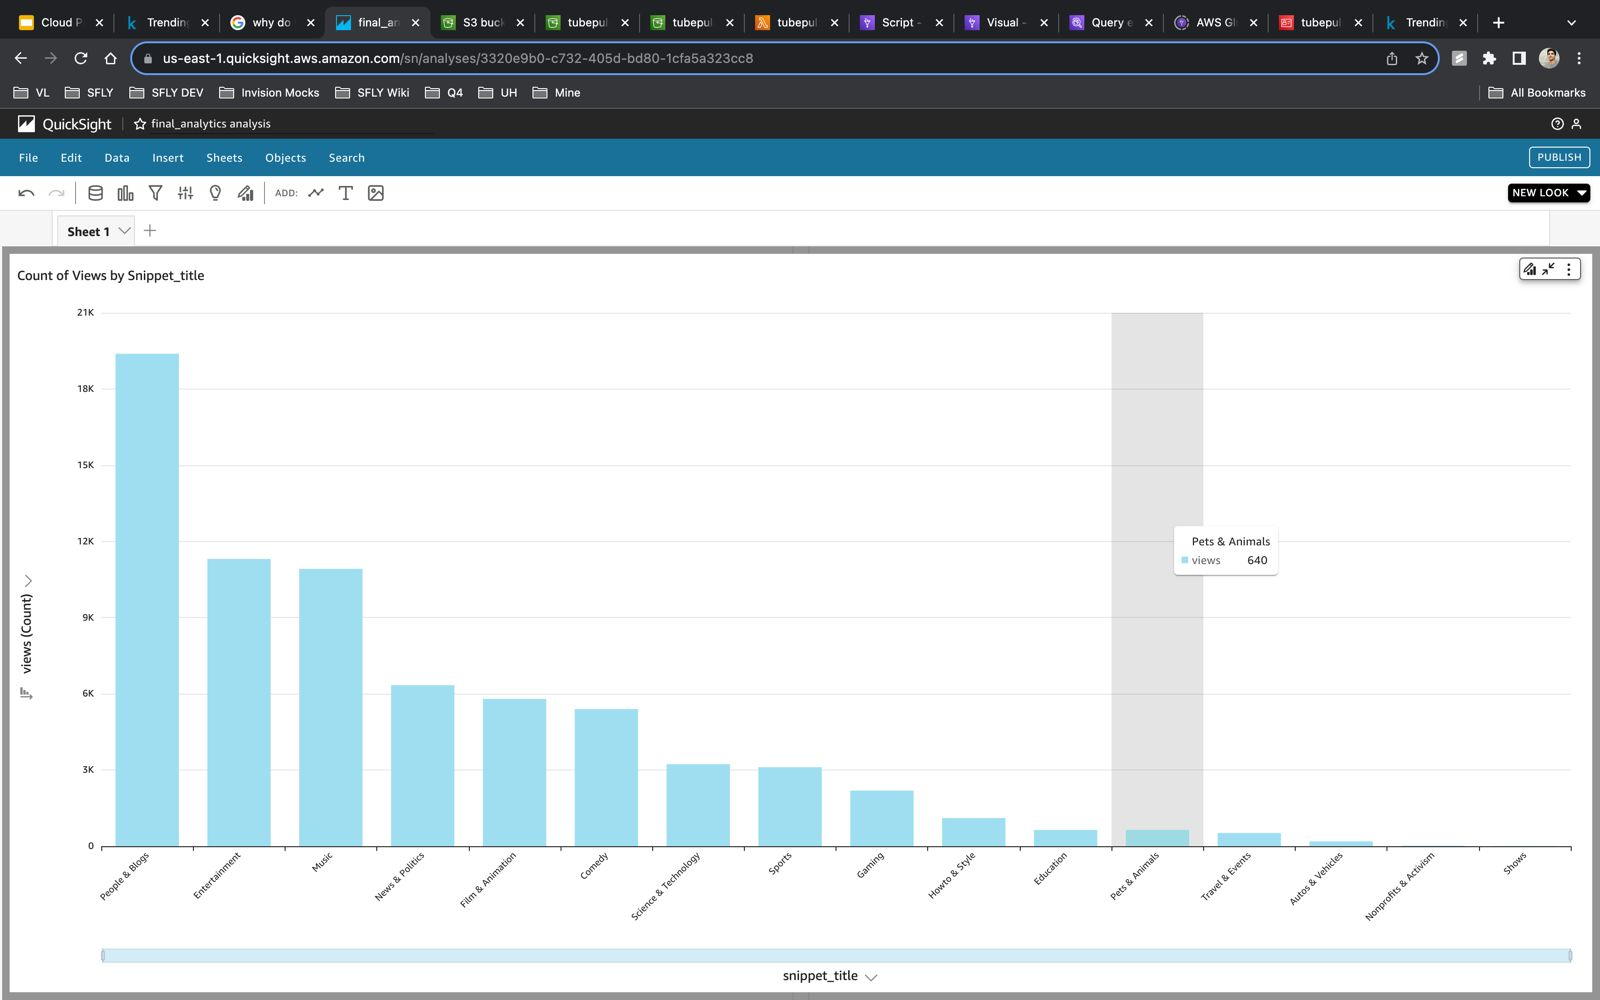 Cloud P
Trending
why do
final_an
S3 buck
tubepul
tubepul
tubepul
Script -
Visual -
Query e
AWS Gl
tubepul
Trending
us-east-1.quicksight.aws.amazon.com/sn/analyses/3320e9b0-c732-405d-bd80-1cfa5a323cc8
VL SFLY SFLY DEV Invision Mocks SFLY Wiki Q4 UH Mine All Bookmarks
QuickSight final_analytics analysis
File Edit Data Insert Sheets Objects Search PUBLISH
ADD: NEW LOOK
Sheet 1
Count of Views by Snippet_title
21K
18K
15K
12K
9K
6K
3K
0
views (Count)
Pets & Animals
views 640
People & Blogs
Entertainment
Music
News & Politics
Film & Animation
Comedy
Science & Technology
Sports
Gaming
Howto & Style
Education
Pets & Animals
Travel & Events
Autos & Vehicles
Nonprofits & Activism
Shows
snippet_title